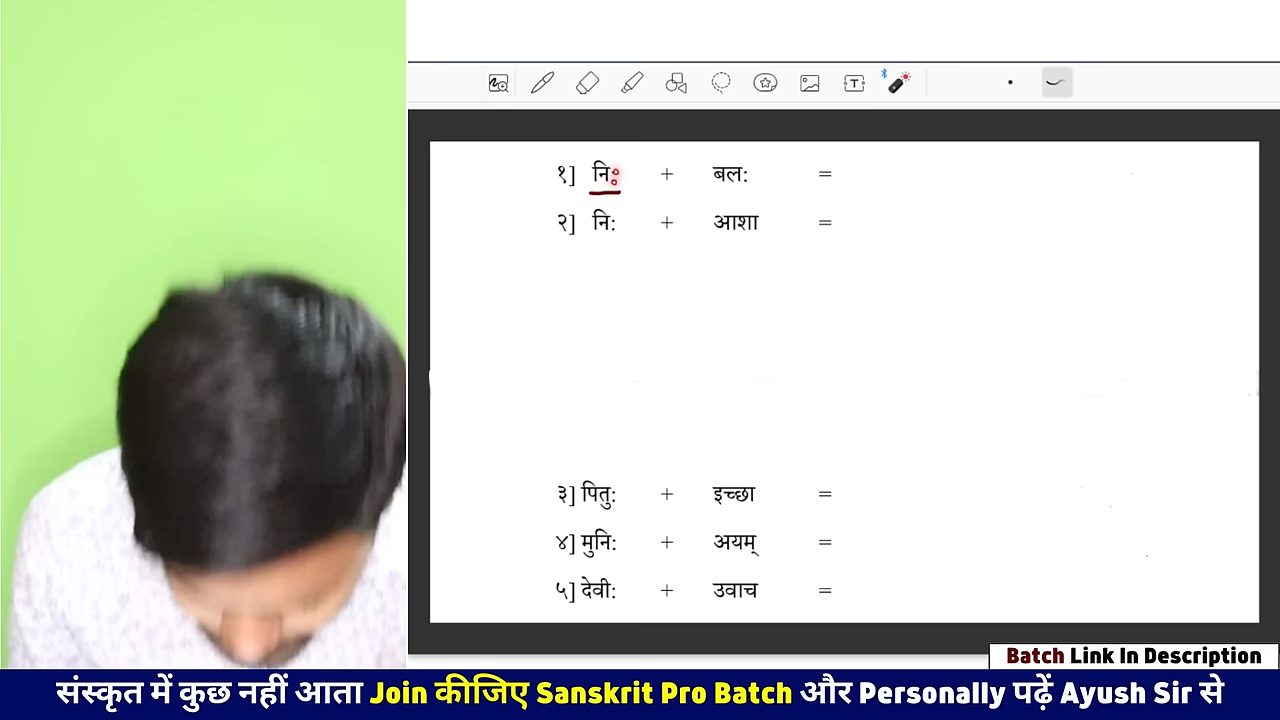 १] नि: + बल: =
२] नि: + आशा =
३] पितु: + इच्छा =
४] मुनि: + अयम् =
५] देवी: + उवाच =
Batch Link In Description
संस्कृत में कुछ नहीं आता Join कीजिए Sanskrit Pro Batch और Personally पढ़ें Ayush Sir से